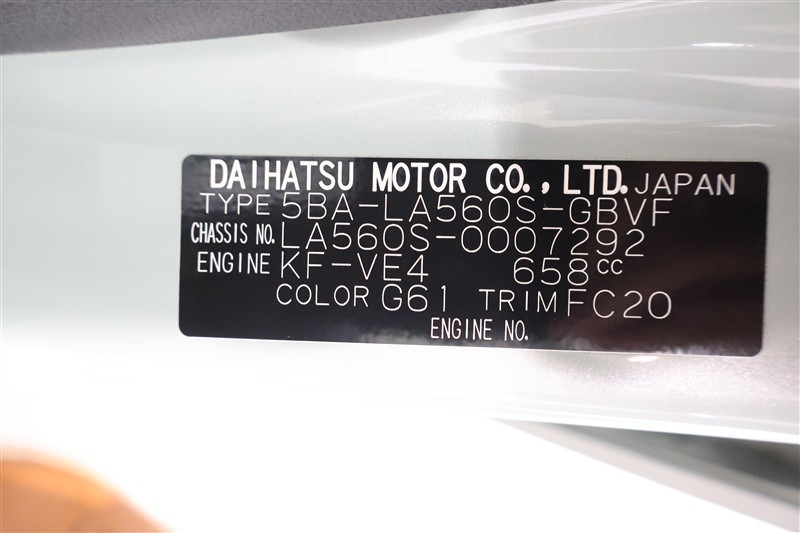 DAIHATSU MOTOR CO., LTD. JAPAN
TYPE 5BA-LA560S-GBVF
CHASSIS NO. LA560S-0007292
ENGINE KF-VE4 658cc
COLOR G61 TRIM FC20
ENGINE NO.